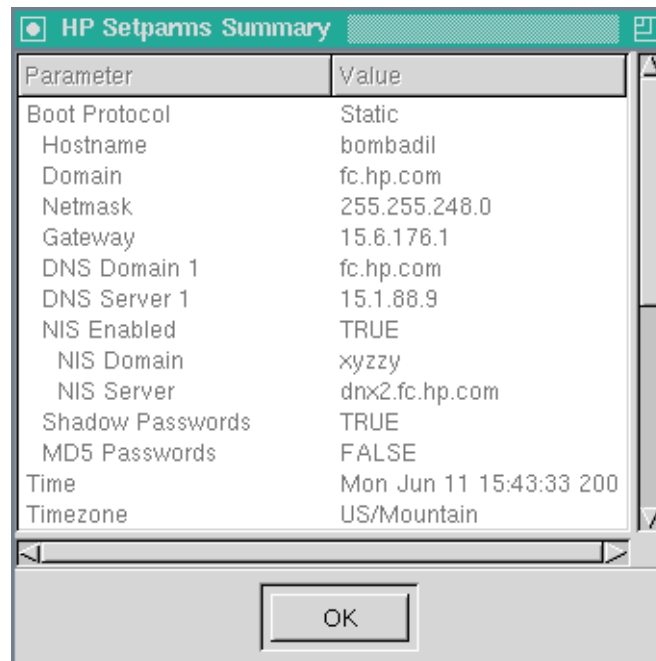 HP Setparms Summary
Parameter Value
Boot Protocol Static
Hostname bombadil
Domain fc.hp.com
Netmask 255.255.248.0
Gateway 15.6.176.1
DNS Domain 1 fc.hp.com
DNS Server 1 15.1.88.9
NIS Enabled TRUE
NIS Domain xyzzy
NIS Server dnx2.fc.hp.com
Shadow Passwords TRUE
MD5 Passwords FALSE
Time Mon Jun 11 15:43:33 200
Timezone US/Mountain
OK